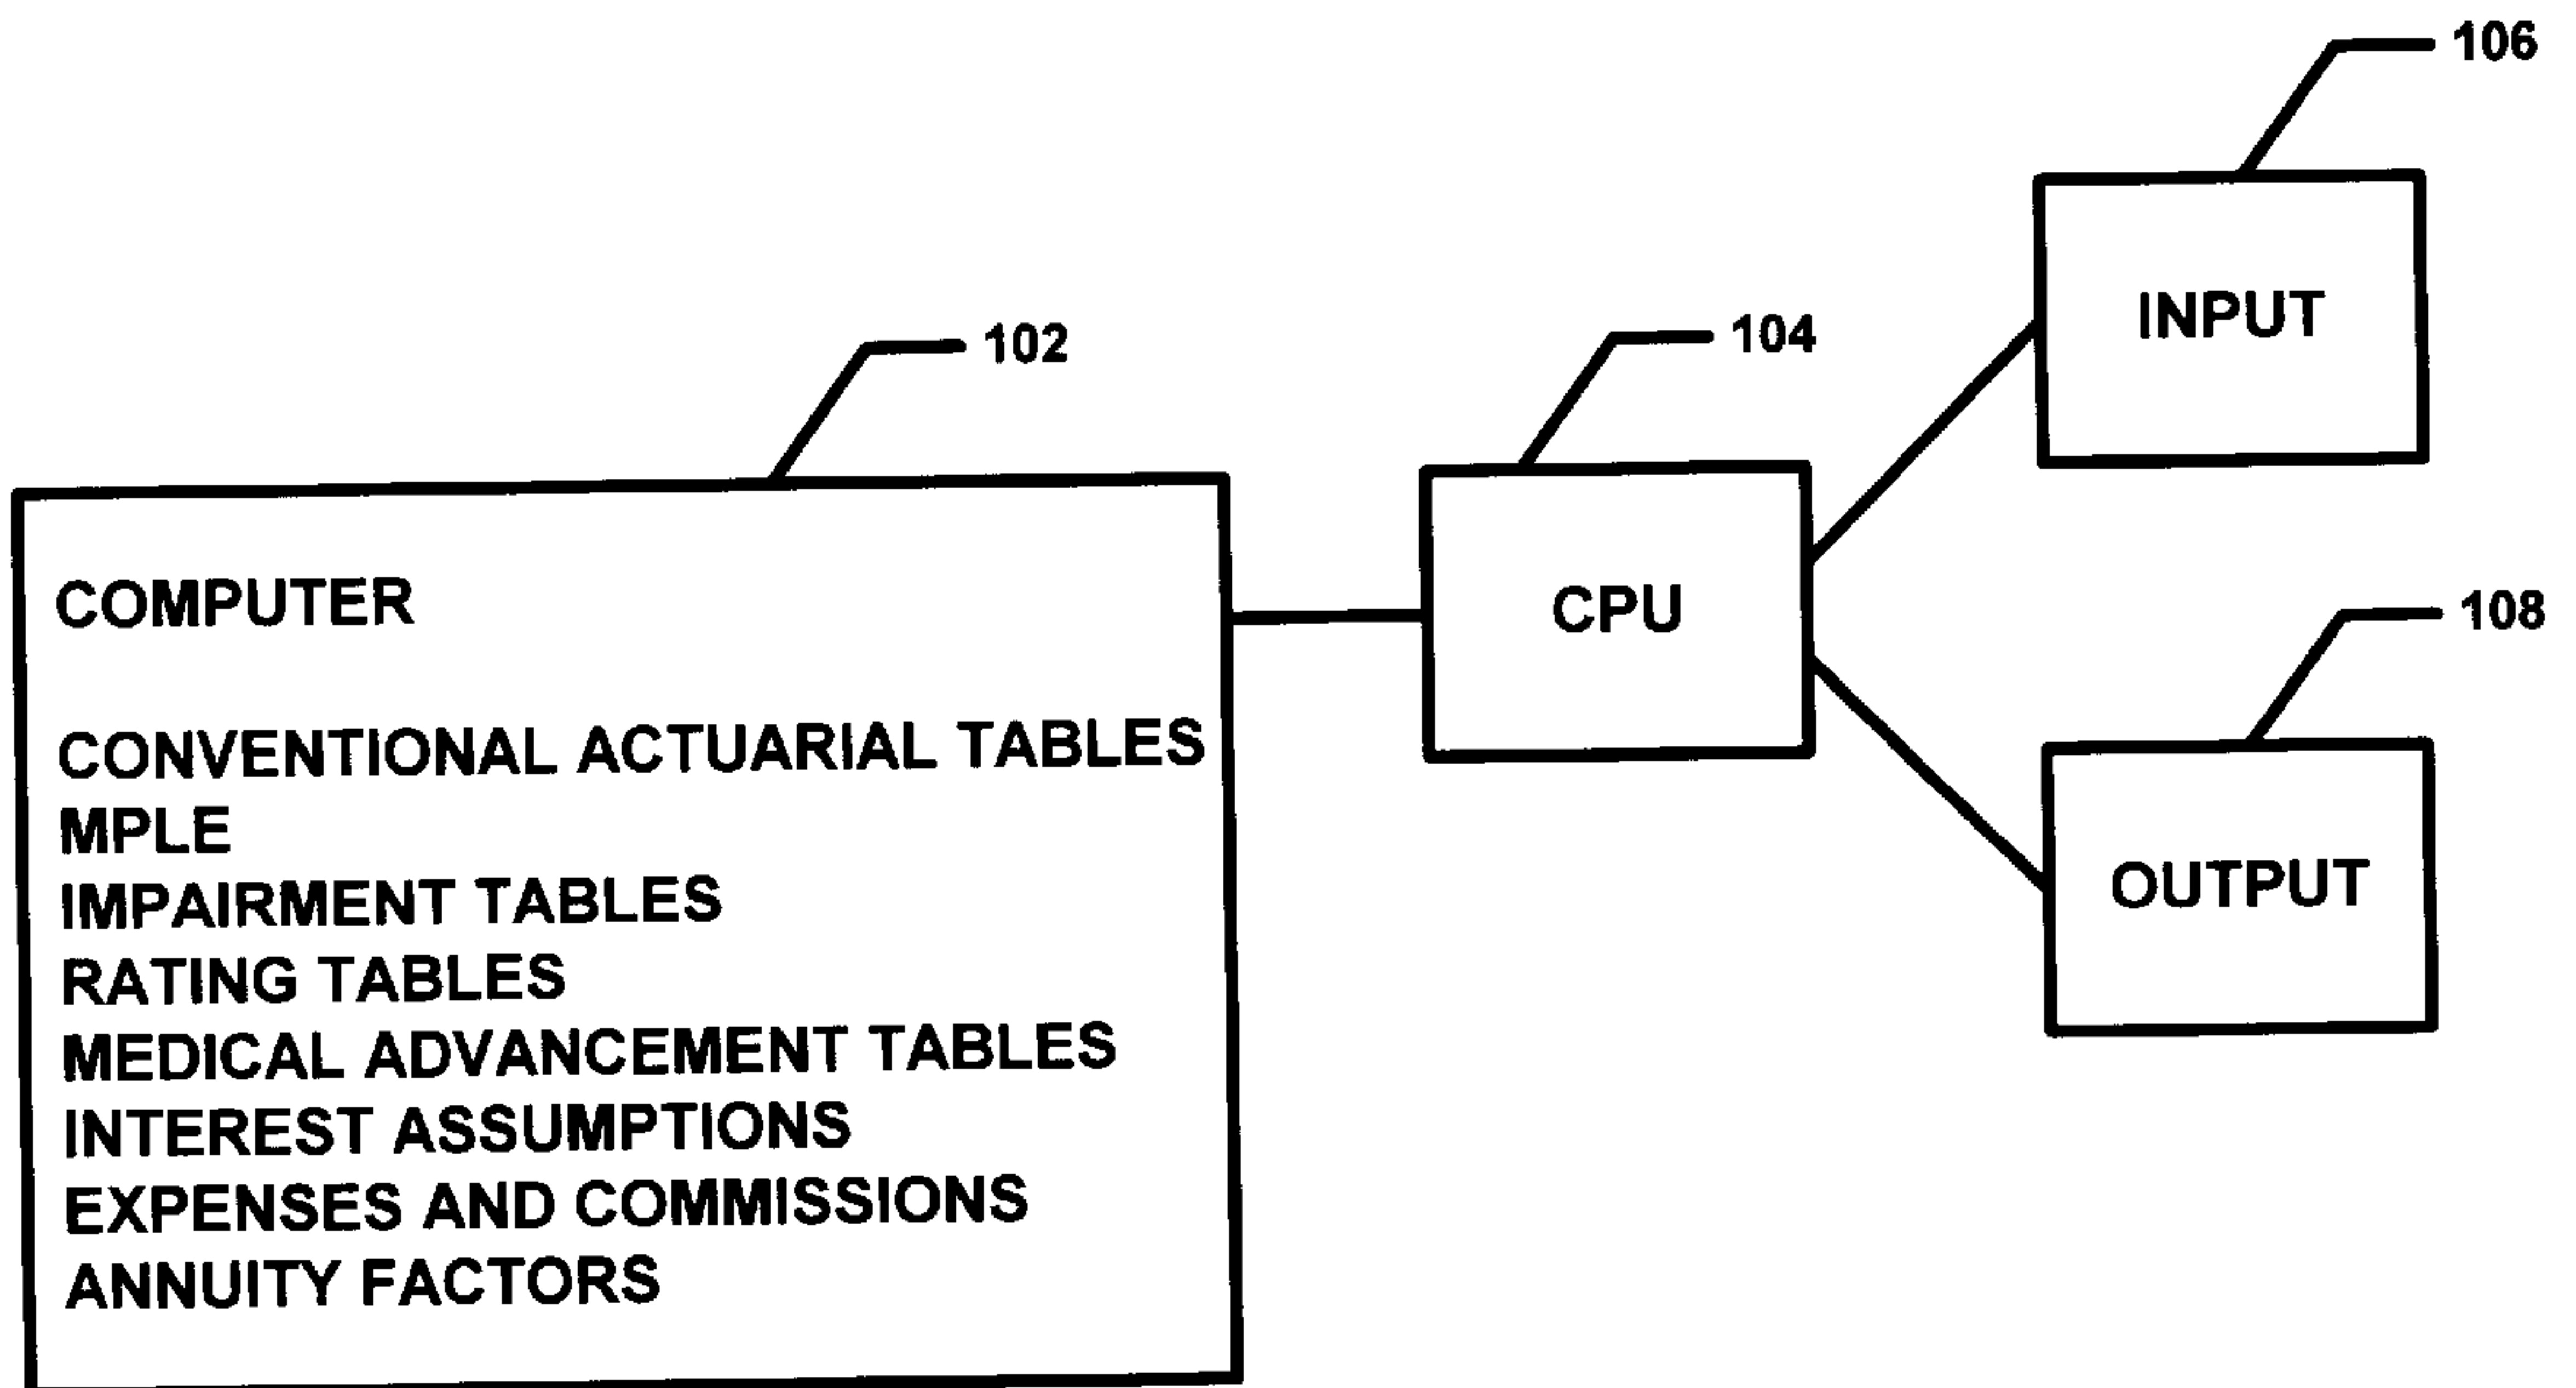 106
INPUT
102
104
COMPUTER
CPU
108
CONVENTIONAL ACTUARIAL TABLES
MPLE
IMPAIRMENT TABLES
RATING TABLES
MEDICAL ADVANCEMENT TABLES
INTEREST ASSUMPTIONS
EXPENSES AND COMMISSIONS
ANNUITY FACTORS
OUTPUT